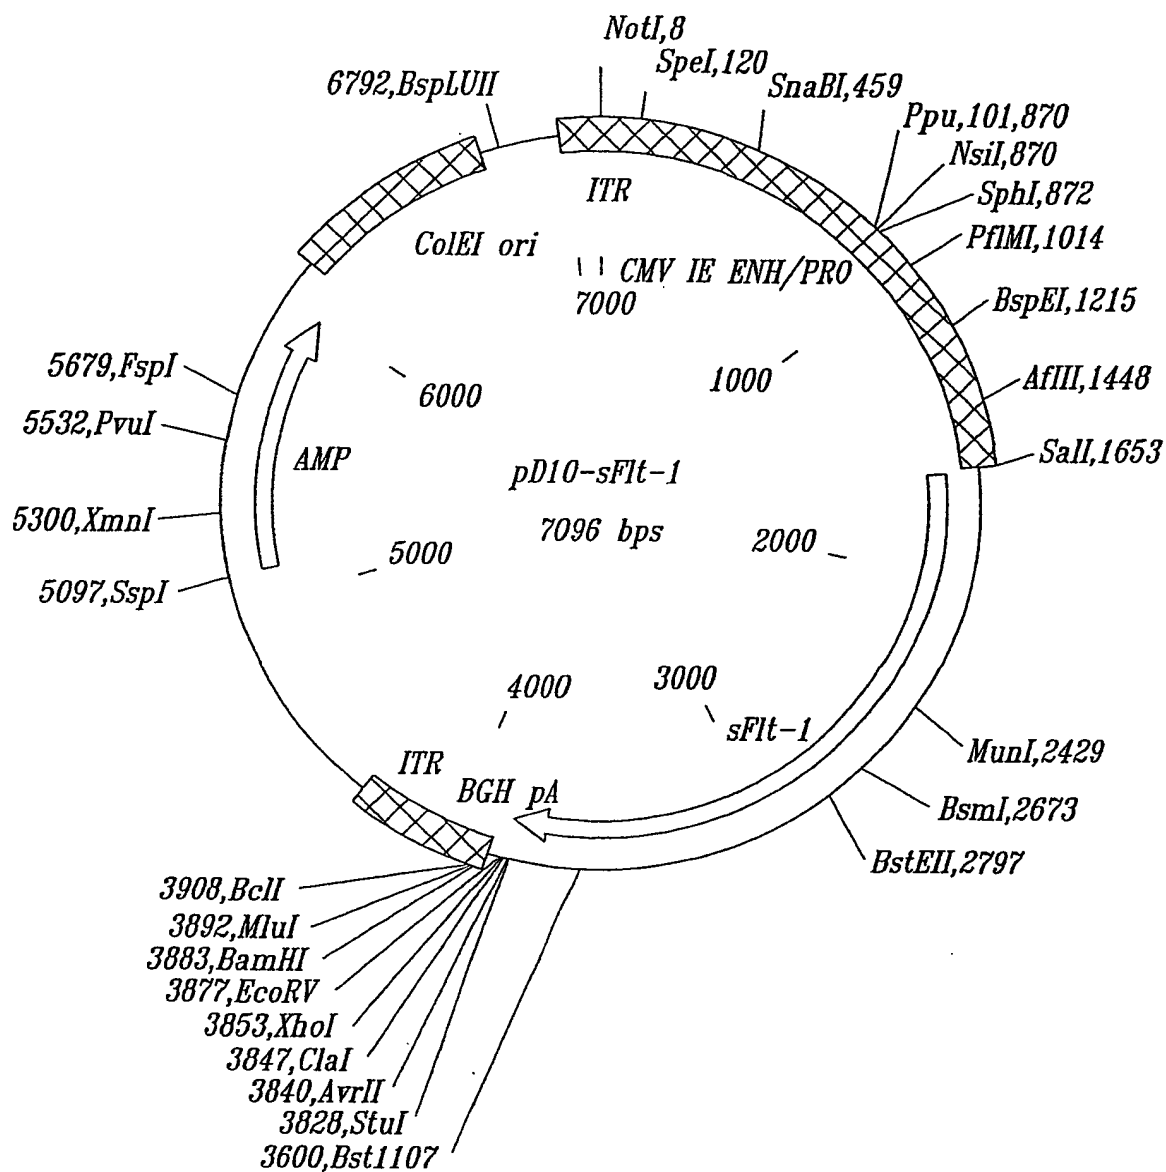 NotI,8
SpeI,120
SnaBI,459
6792,BspLUII
Ppu,101,870
NsiI,870
SphI,872
PflMI,1014
BspEI,1215
AflII,1448
SalI,1653
ITR
ColEI ori
CMV IE ENH/PRO
7000
1000
6000
5679,FspI
5532,PvuI
AMP
pD10-sFlt-1
7096 bps
5300,XmnI
5000
2000
5097,SspI
4000
3000
sFlt-1
MunI,2429
BsmI,2673
BstEII,2797
ITR
BGH pA
3908,BclI
3892,MluI
3883,BamHI
3877,EcoRV
3853,XhoI
3847,ClaI
3840,AvrII
3828,StuI
3600,Bst1107